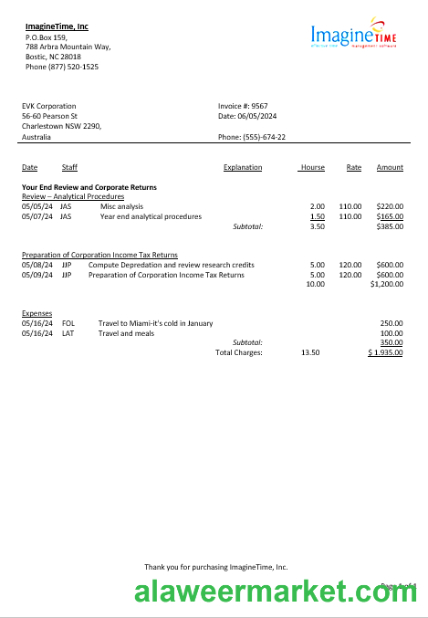 ImagineTime, Inc
P.O.Box 159,
788 Arbra Mountain Way,
Bostic, NC 28018
Phone (877) 520-1525
Imagine TIME
management software
EVK Corporation Invoice #: 9567
56-60 Pearson St Date: 06/05/2024
Charlestown NSW 2290,
Australia Phone: (555)-674-22
Date Staff Explanation Hourse Rate Amount
Your End Review and Corporate Returns
Review – Analytical Procedures
05/05/24 JAS Misc analysis 2.00 110.00 $220.00
05/07/24 JAS Year end analytical procedures 1.50 110.00 $165.00
Subtotal: 3.50 $385.00
Preparation of Corporation Income Tax Returns
05/08/24 JJP Compute Depredation and review research credits 5.00 120.00 $600.00
05/09/24 JJP Preparation of Corporation Income Tax Returns 5.00 120.00 $600.00
10.00 $1,200.00
Expenses
05/16/24 FOL Travel to Miami-it's cold in January 250.00
05/16/24 LAT Travel and meals 100.00
Subtotal: 350.00
Total Charges: 13.50 $ 1.935.00
Thank you for purchasing ImagineTime, Inc.
alaweermarket.com